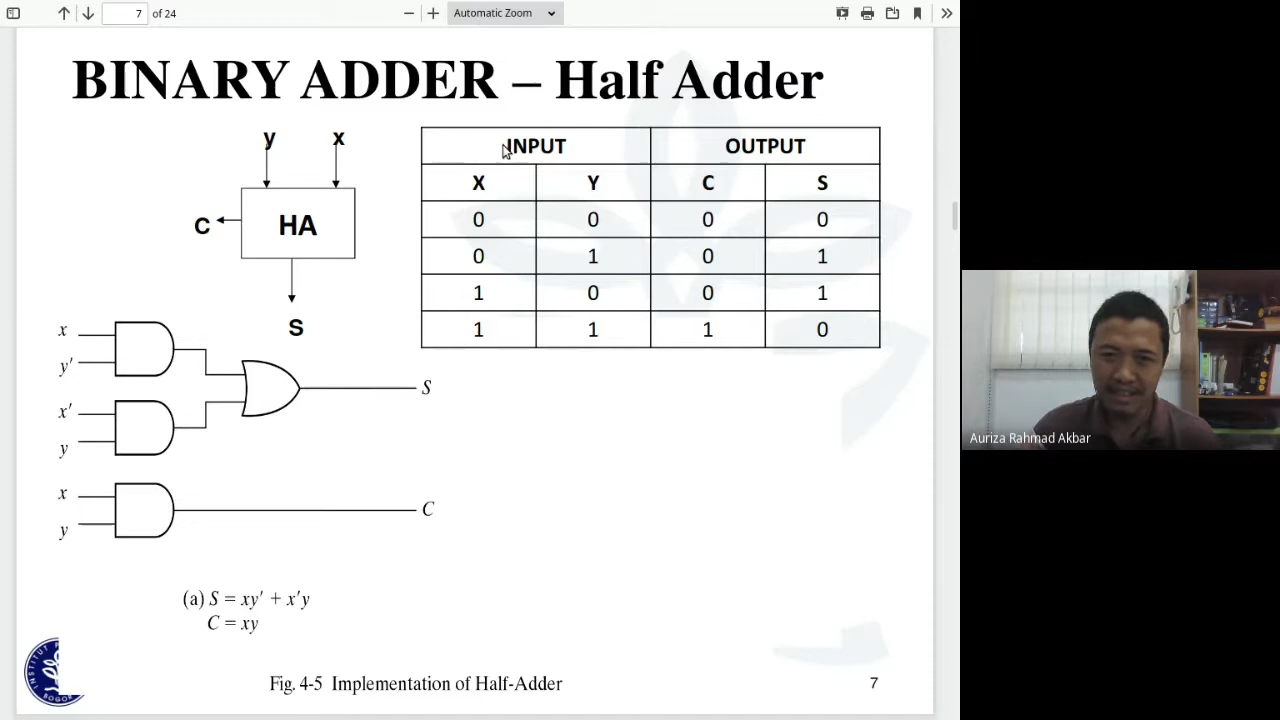 7 of 24
Automatic Zoom
BINARY ADDER – Half Adder
y x
C HA
S
INPUT OUTPUT
X Y C S
0 0 0 0
0 1 0 1
1 0 0 1
1 1 1 0
x
y′
x′
y
S
x
y
C
(a) S = xy′ + x′y
C = xy
Fig. 4-5 Implementation of Half-Adder
7
INSTITUT
BOGOR
Auriza Rahmad Akbar